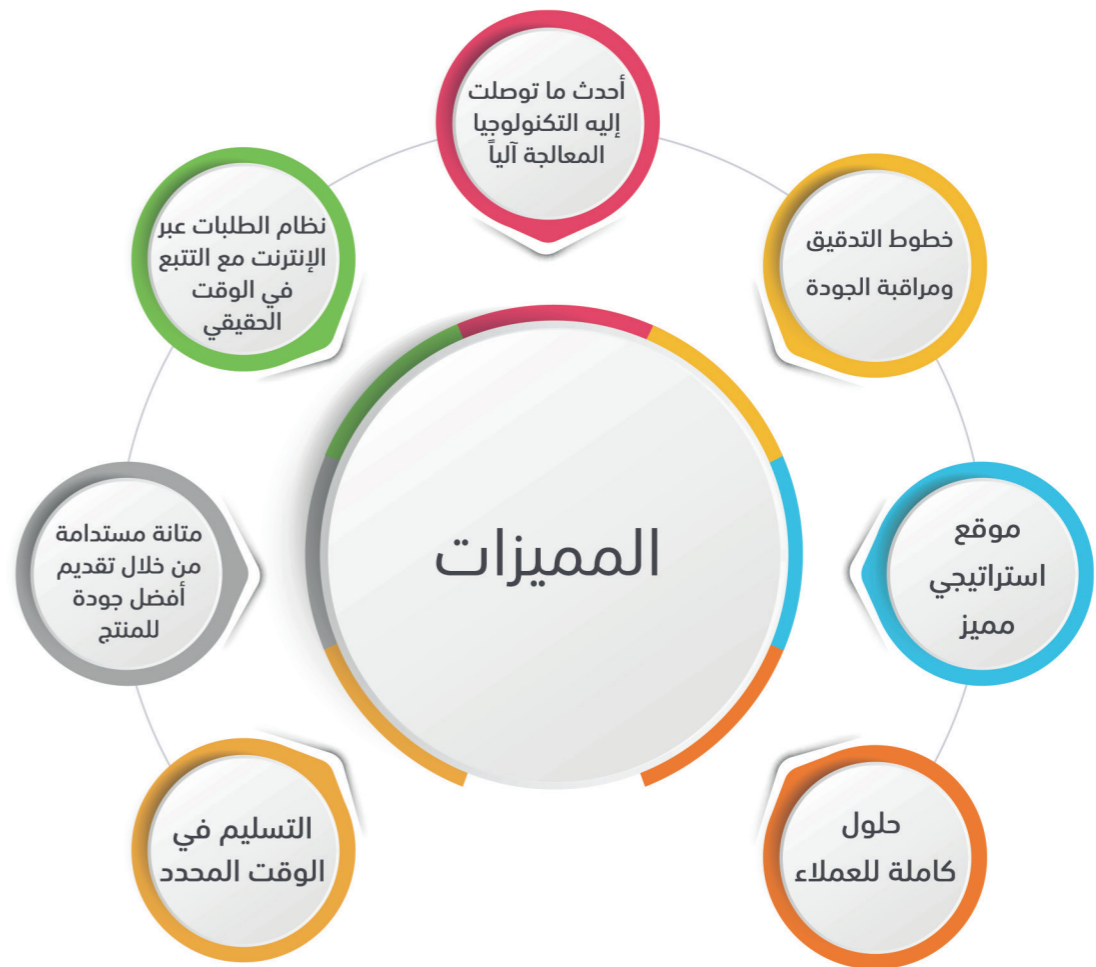 أحدث ما توصلت
إليه التكنولوجيا
المعالجة آلياً
خطوط التدقيق
ومراقبة الجودة
نظام الطلبات عبر
الإنترنت مع التتبع
في الوقت
الحقيقي
المميزات
موقع
استراتيجي
مميز
متانة مستدامة
من خلال تقديم
أفضل جودة
للمنتج
حلول
كاملة للعملاء
التسليم في
الوقت المحدد